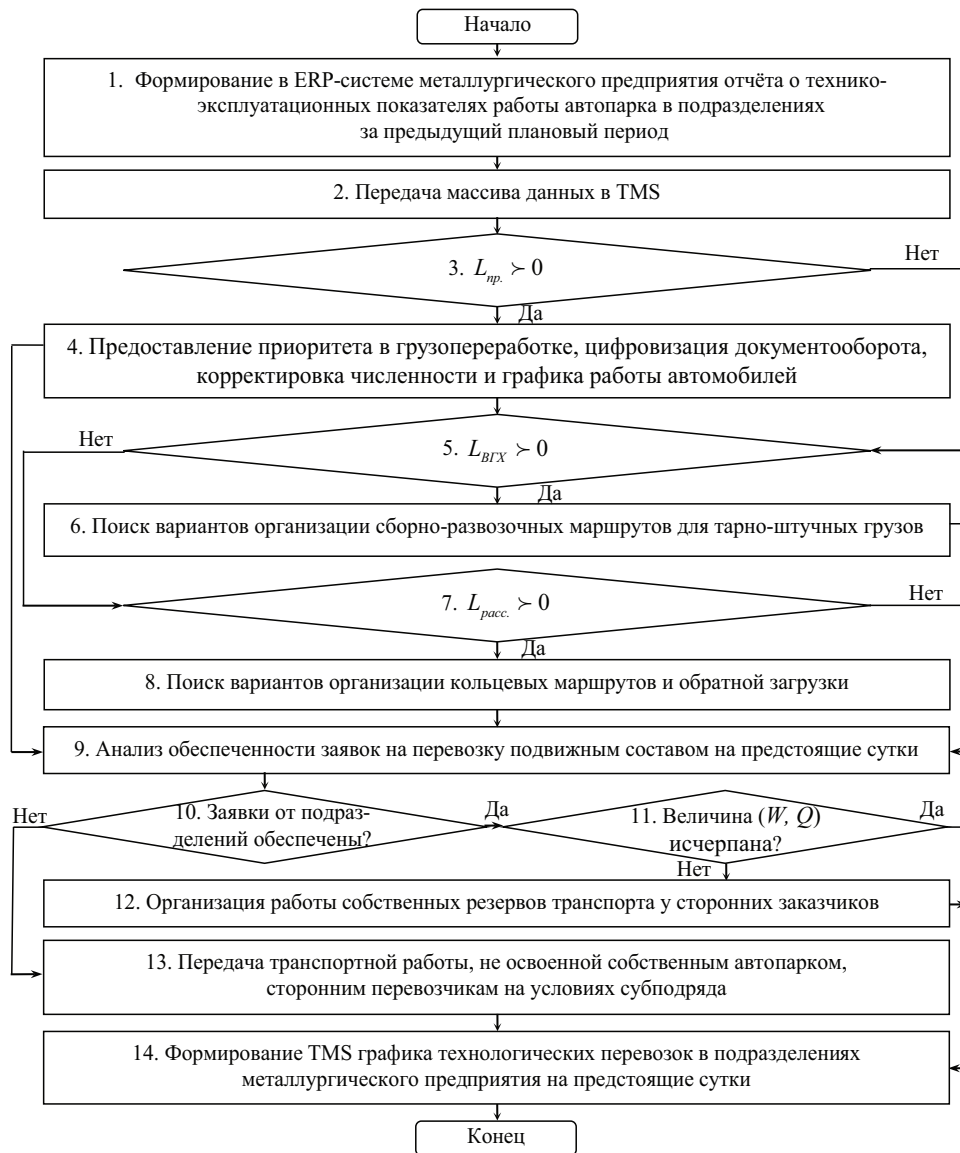 Начало
1. Формирование в ERP-системе металлургического предприятия отчёта о технико-
эксплуатационных показателях работы автопарка в подразделениях
за предыдущий плановый период
2. Передача массива данных в TMS
Нет
3. Lпр. ≻ 0
Да
4. Предоставление приоритета в грузопереработке, цифровизация документооборота,
корректировка численности и графика работы автомобилей
Нет
5. LВГХ ≻ 0
Да
6. Поиск вариантов организации сборно-развозочных маршрутов для тарно-штучных грузов
7. Lрасс. ≻ 0
Нет
Да
8. Поиск вариантов организации кольцевых маршрутов и обратной загрузки
9. Анализ обеспеченности заявок на перевозку подвижным составом на предстоящие сутки
Нет
10. Заявки от подраз-
делений обеспечены?
Да
11. Величина (W, Q)
исчерпана?
Да
Нет
12. Организация работы собственных резервов транспорта у сторонних заказчиков
13. Передача транспортной работы, не освоенной собственным автопарком,
сторонним перевозчикам на условиях субподряда
14. Формирование TMS графика технологических перевозок в подразделениях
металлургического предприятия на предстоящие сутки
Конец